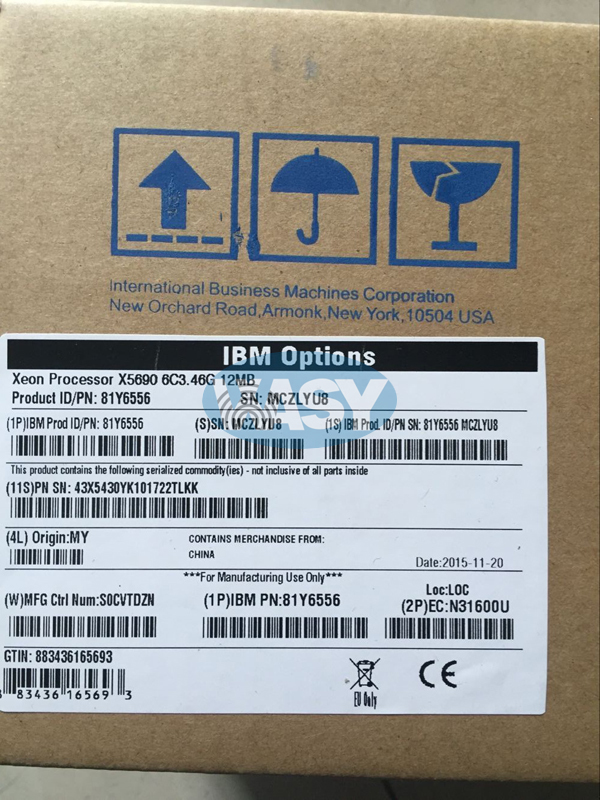 International Business Machines Corporation
New Orchard Road,Armonk,New York,10504 USA
IBM Options
Xeon Processor X5690 6C3.46G 12MB
Product ID/PN: 81Y6556 SN: MCZLYU8
EASY
(1P)IBM Prod ID/PN: 81Y6556 (S)SN: MCZLYU8 (1S) IBM Prod. ID/PN SN: 81Y6556 MCZLYU8
This product contains the following serialized commodity(ies) - not inclusive of all parts inside
(11S)PN SN: 43X5430YK101722TLKK
(4L) Origin:MY CONTAINS MERCHANDISE FROM:
CHINA
Date:2015-11-20
***For Manufacturing Use Only***
(W)MFG Ctrl Num:S0CVTDZN (1P)IBM PN:81Y6556 Loc:LOC
(2P)EC:N31600U
GTIN: 883436165693
8 83436 16569 3
EU Only
CE